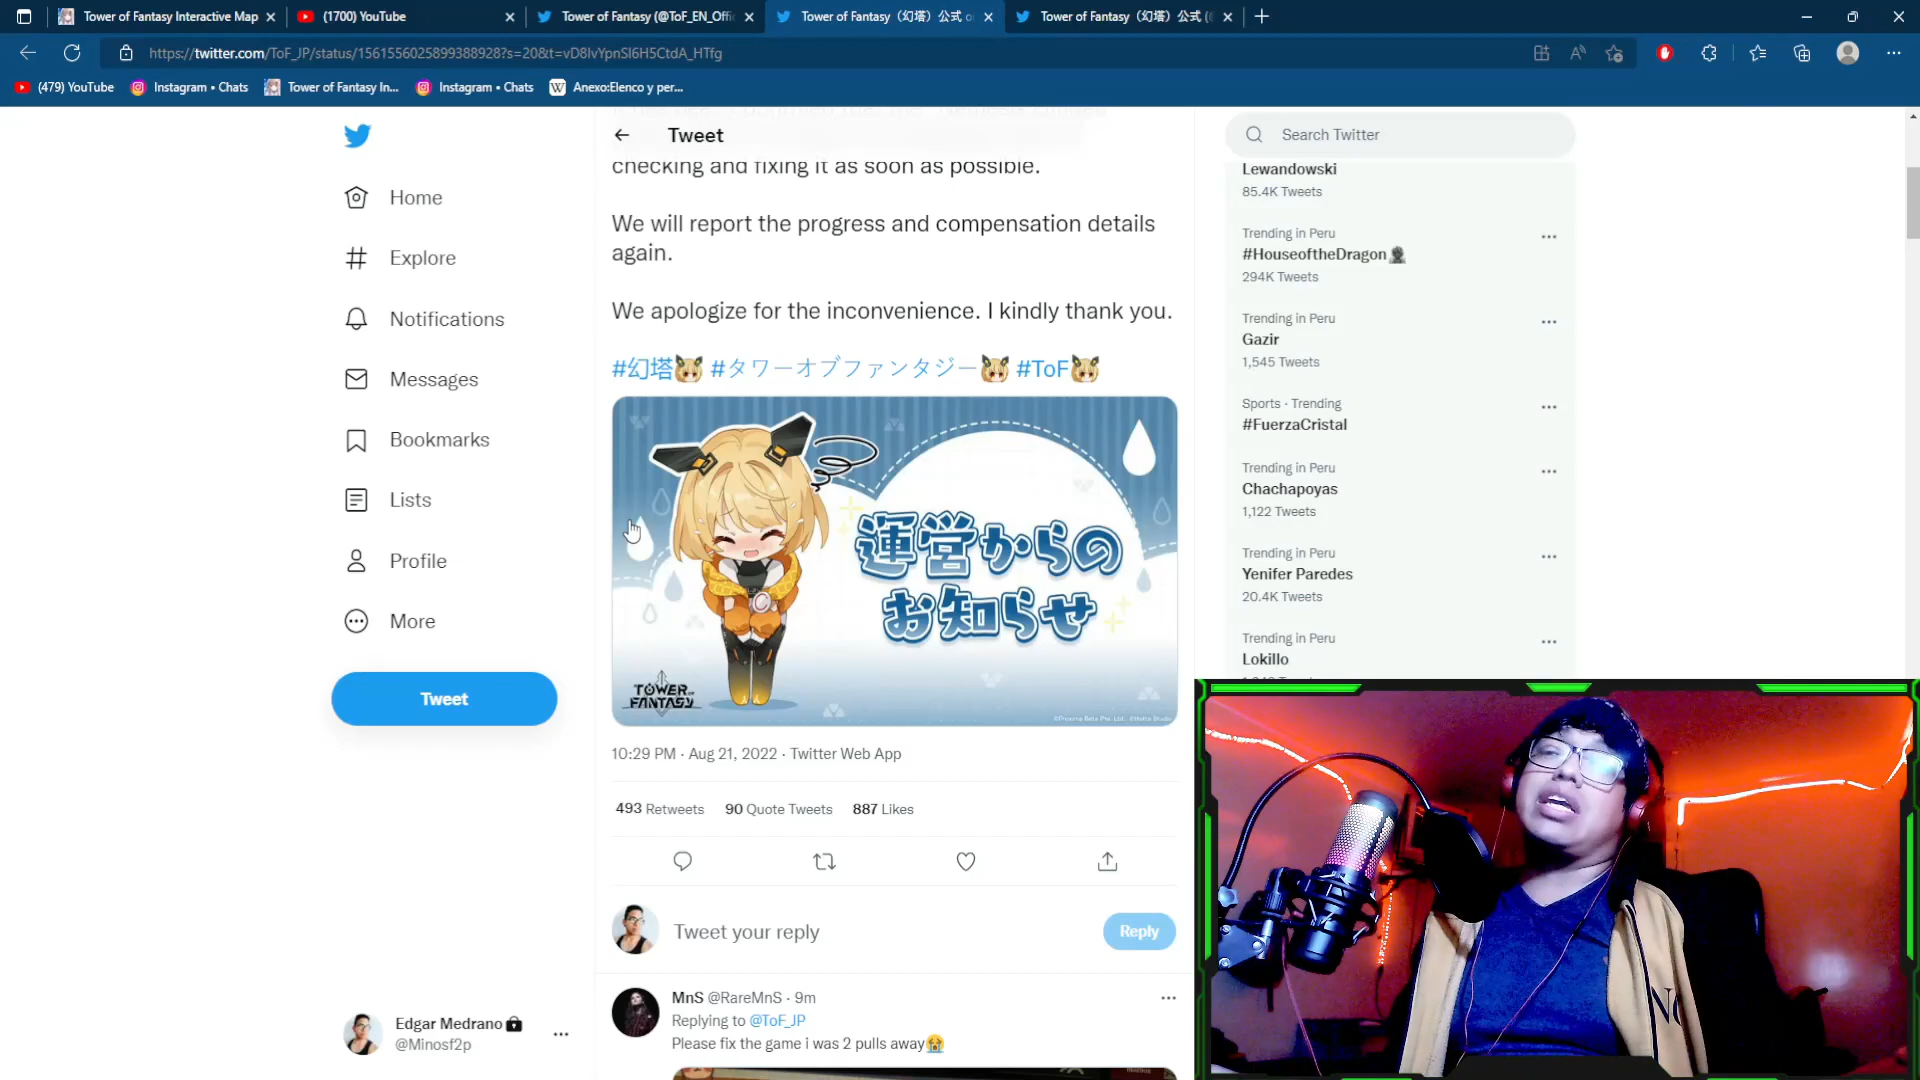 Tower of Fantasy Interactive Map
(1700) YouTube
Tower of Fantasy (@ToF_EN_Offi
Tower of Fantasy（幻塔）公式 o
Tower of Fantasy（幻塔）公式 (
https://twitter.com/ToF_JP/status/1561556025899388928?s=20&t=vD8IvYpnSl6H5CtdA_HTfg
(479) YouTube
Instagram • Chats
Tower of Fantasy In...
Instagram • Chats
Anexo:Elenco y per...
Tweet
checking and fixing it as soon as possible.
We will report the progress and compensation details
again.
We apologize for the inconvenience. I kindly thank you.
#幻塔 #タワーオブファンタジー #ToF
運営からの
お知らせ
TOWER OF
FANTASY
10:29 PM · Aug 21, 2022 · Twitter Web App
493 Retweets 90 Quote Tweets 887 Likes
Tweet your reply
Reply
MnS @RareMnS · 9m
Replying to @ToF_JP
Please fix the game i was 2 pulls away
Home
Explore
Notifications
Messages
Bookmarks
Lists
Profile
More
Tweet
Edgar Medrano
@Minosf2p
Search Twitter
Lewandowski
85.4K Tweets
Trending in Peru
#HouseoftheDragon
294K Tweets
Trending in Peru
Gazir
1,545 Tweets
Sports · Trending
#FuerzaCristal
Trending in Peru
Chachapoyas
1,122 Tweets
Trending in Peru
Yenifer Paredes
20.4K Tweets
Trending in Peru
Lokillo